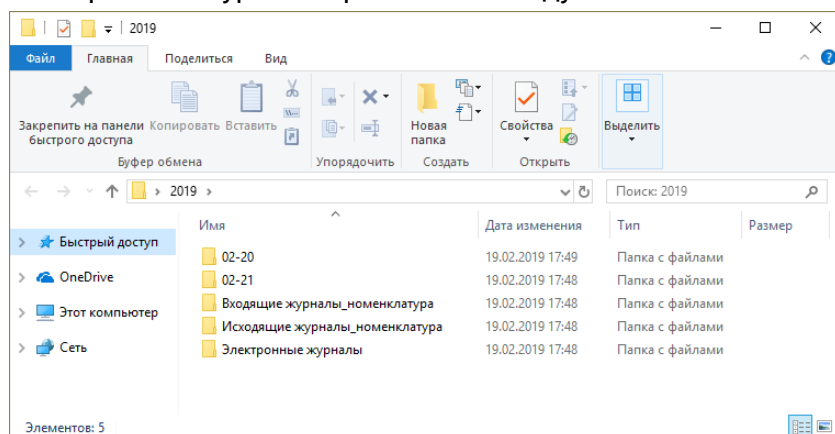 2019
Файл Главная Поделиться Вид
Закрепить на панели быстрого доступа
Копировать
Вставить
Буфер обмена
Упорядочить
Новая папка
Создать
Свойства
Открыть
Выделить
2019
Поиск: 2019
Быстрый доступ
OneDrive
Этот компьютер
Сеть
Имя Дата изменения Тип Размер
02-20 19.02.2019 17:49 Папка с файлами
02-21 19.02.2019 17:48 Папка с файлами
Входящие журналы_номенклатура 19.02.2019 17:48 Папка с файлами
Исходящие журналы_номенклатура 19.02.2019 17:48 Папка с файлами
Электронные журналы 19.02.2019 17:48 Папка с файлами
Элементов: 5